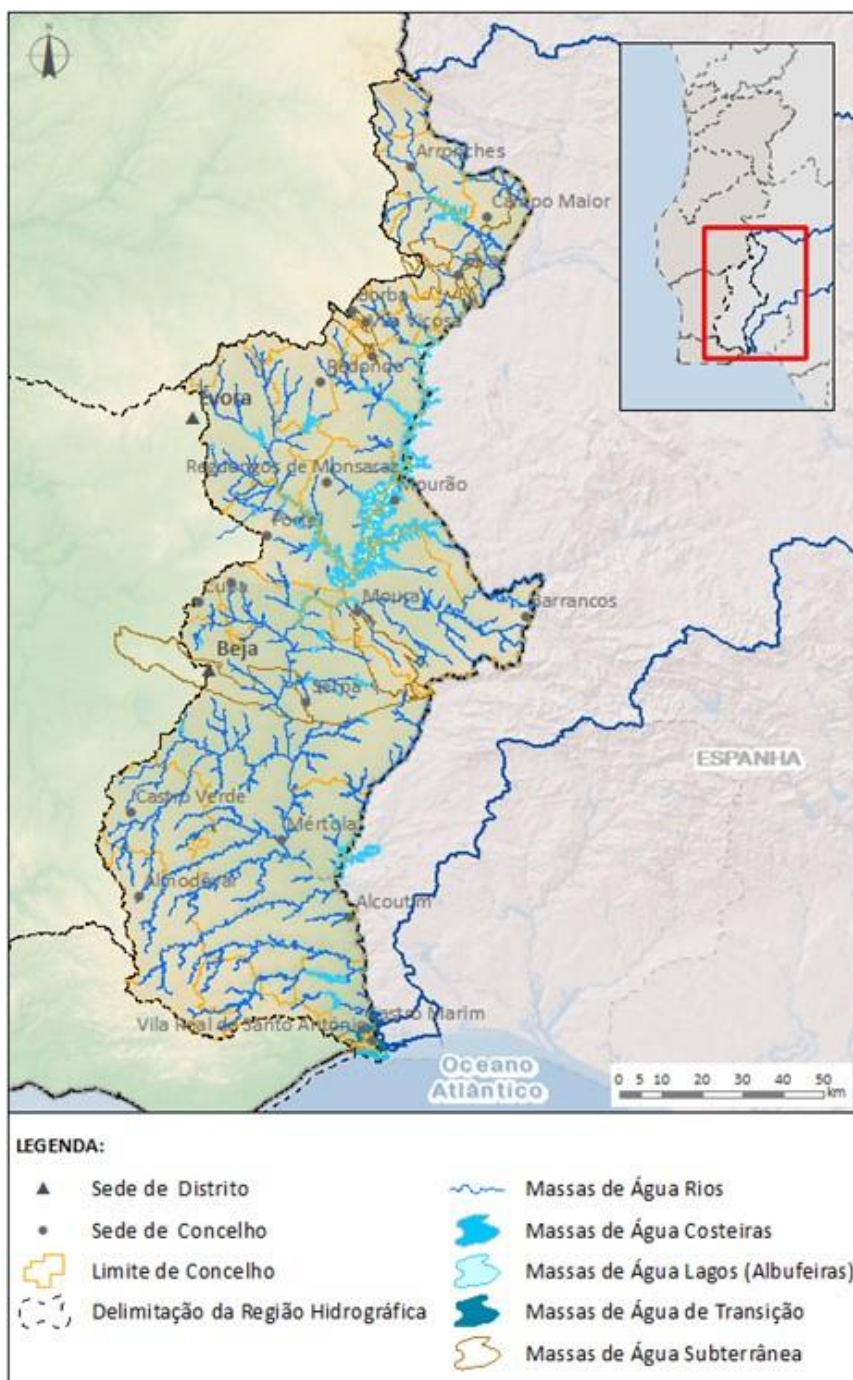 N
Arronches
Campo Maior
Borba
Vila Viçosa
Redondo
Évora
Reguengos de Monsaraz
Mourão
Portel
Cuba
Moura
Barrancos
Beja
Serpa
ESPANHA
Castro Verde
Mértola
Almodôvar
Alcoutim
Castro Marim
Vila Real de Santo António
Oceano
Atlântico
0 5 10 20 30 40 50
km
LEGENDA:
Sede de Distrito
Sede de Concelho
Limite de Concelho
Delimitação da Região Hidrográfica
Massas de Água Rios
Massas de Água Costeiras
Massas de Água Lagos (Albufeiras)
Massas de Água de Transição
Massas de Água Subterrânea